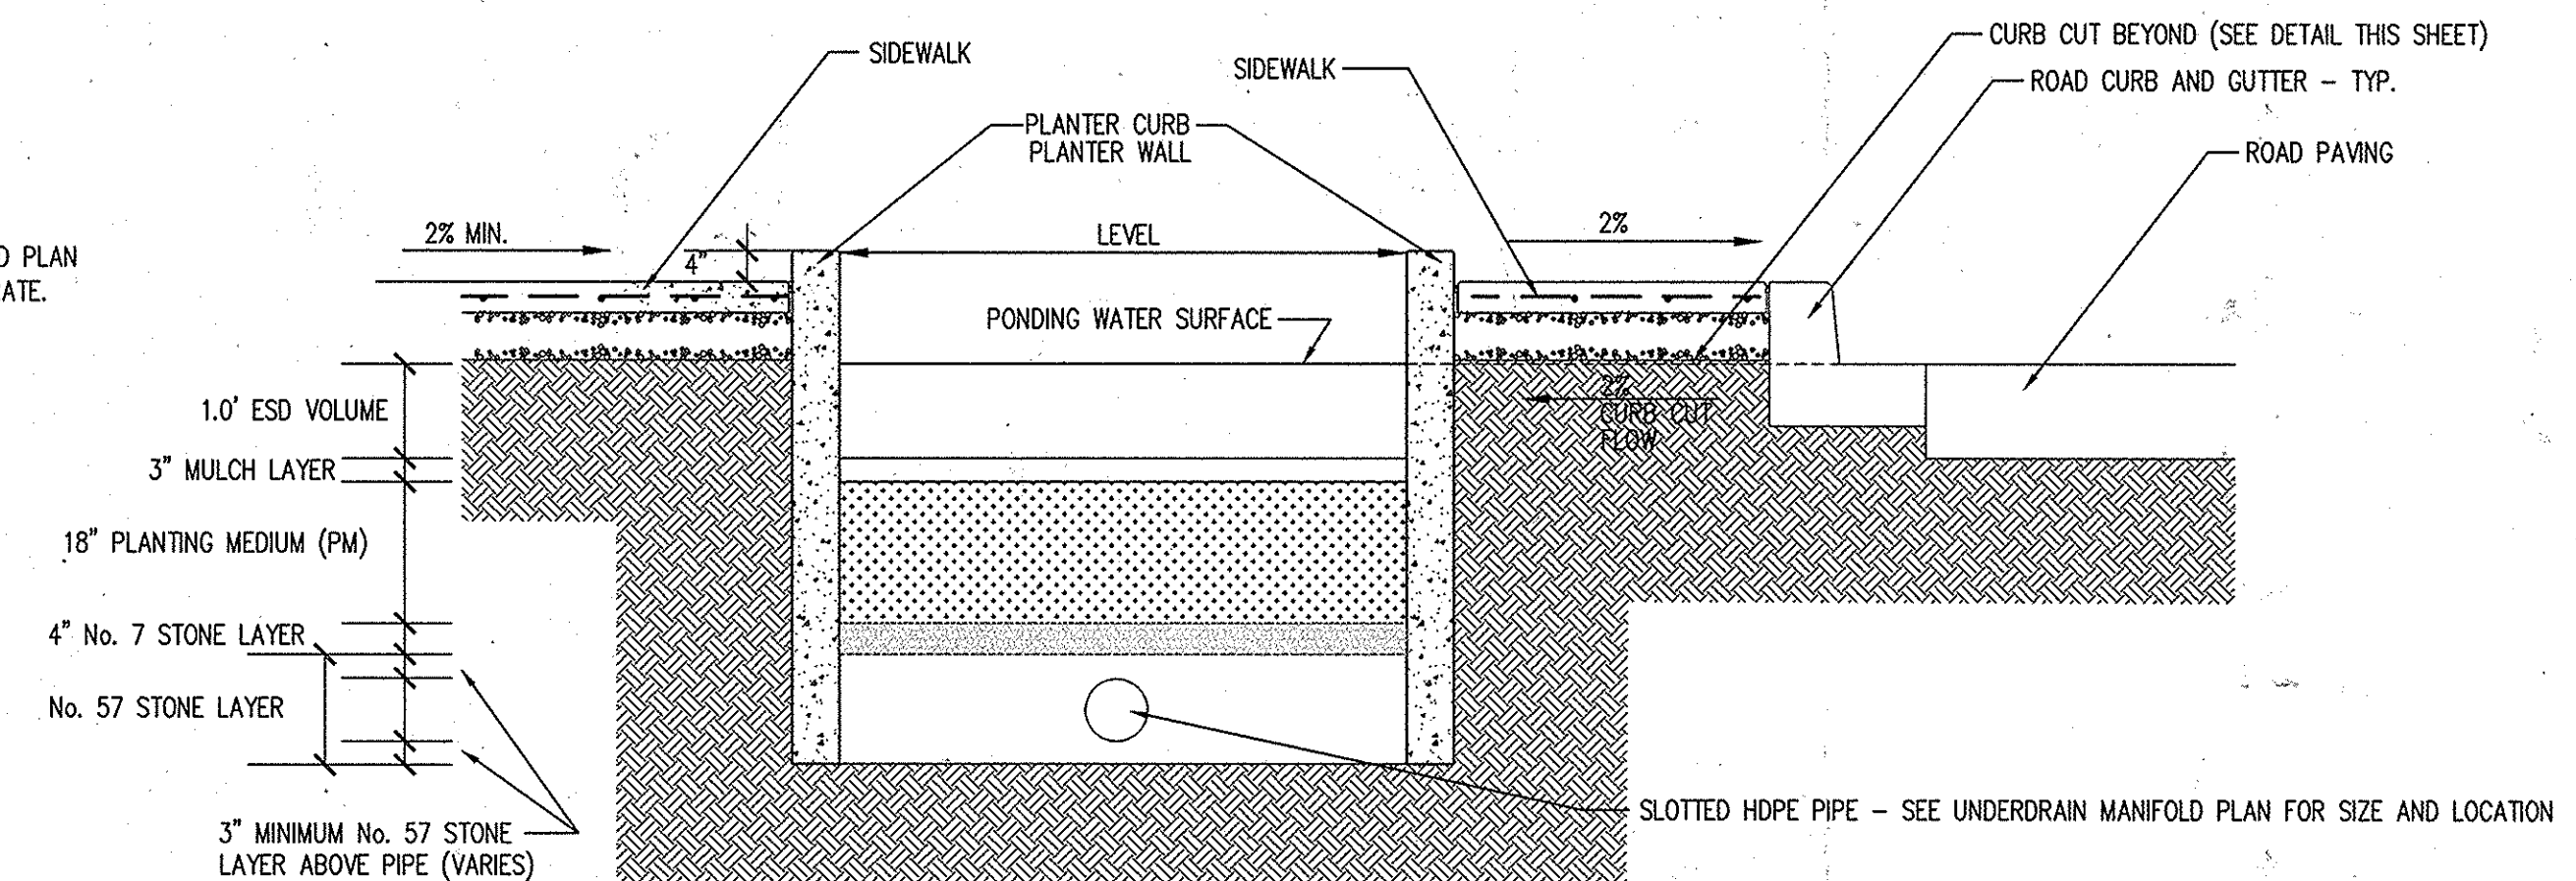 SIDEWALK
SIDEWALK
CURB CUT BEYOND (SEE DETAIL THIS SHEET)
ROAD CURB AND GUTTER – TYP.
PLANTER CURB
PLANTER WALL
ROAD PAVING
2% MIN.
LEVEL
2%
PLAN
4"
ATE.
PONDING WATER SURFACE
1.0' ESD VOLUME
2%
CURB CUT
FLOW
3" MULCH LAYER
18" PLANTING MEDIUM (PM)
4" No. 7 STONE LAYER
No. 57 STONE LAYER
SLOTTED HDPE PIPE – SEE UNDERDRAIN MANIFOLD PLAN FOR SIZE AND LOCATION
3" MINIMUM No. 57 STONE
LAYER ABOVE PIPE (VARIES)